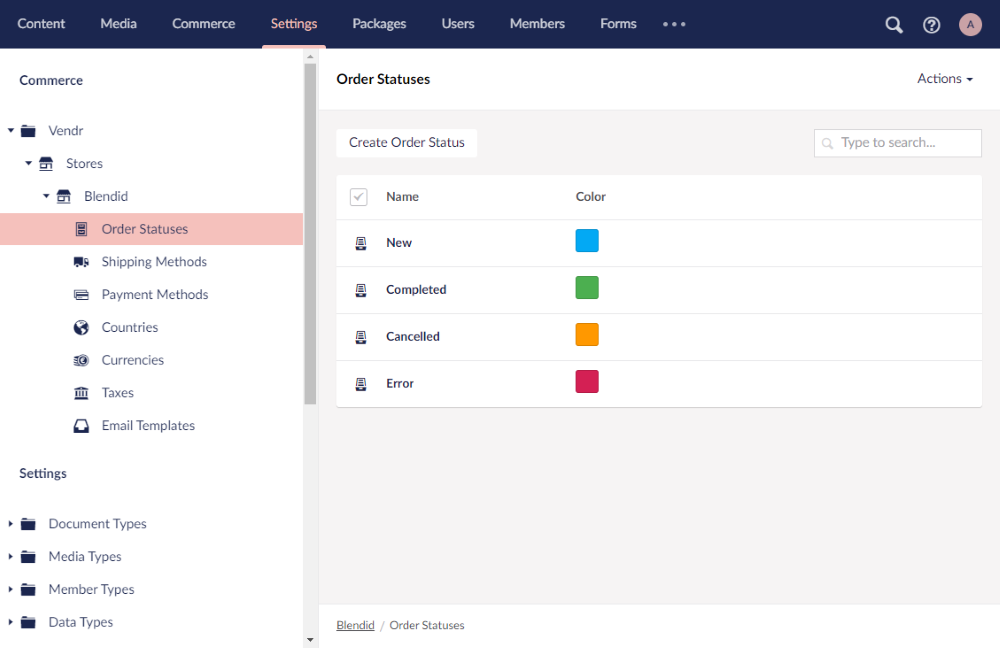 Content Media Commerce Settings Packages Users Members Forms A
Commerce
Vendr
Stores
Blendid
Order Statuses
Shipping Methods
Payment Methods
Countries
Currencies
Taxes
Email Templates
Settings
Document Types
Media Types
Member Types
Data Types
Order Statuses Actions
Create Order Status Type to search...
Name Color
New
Completed
Cancelled
Error
Blendid / Order Statuses